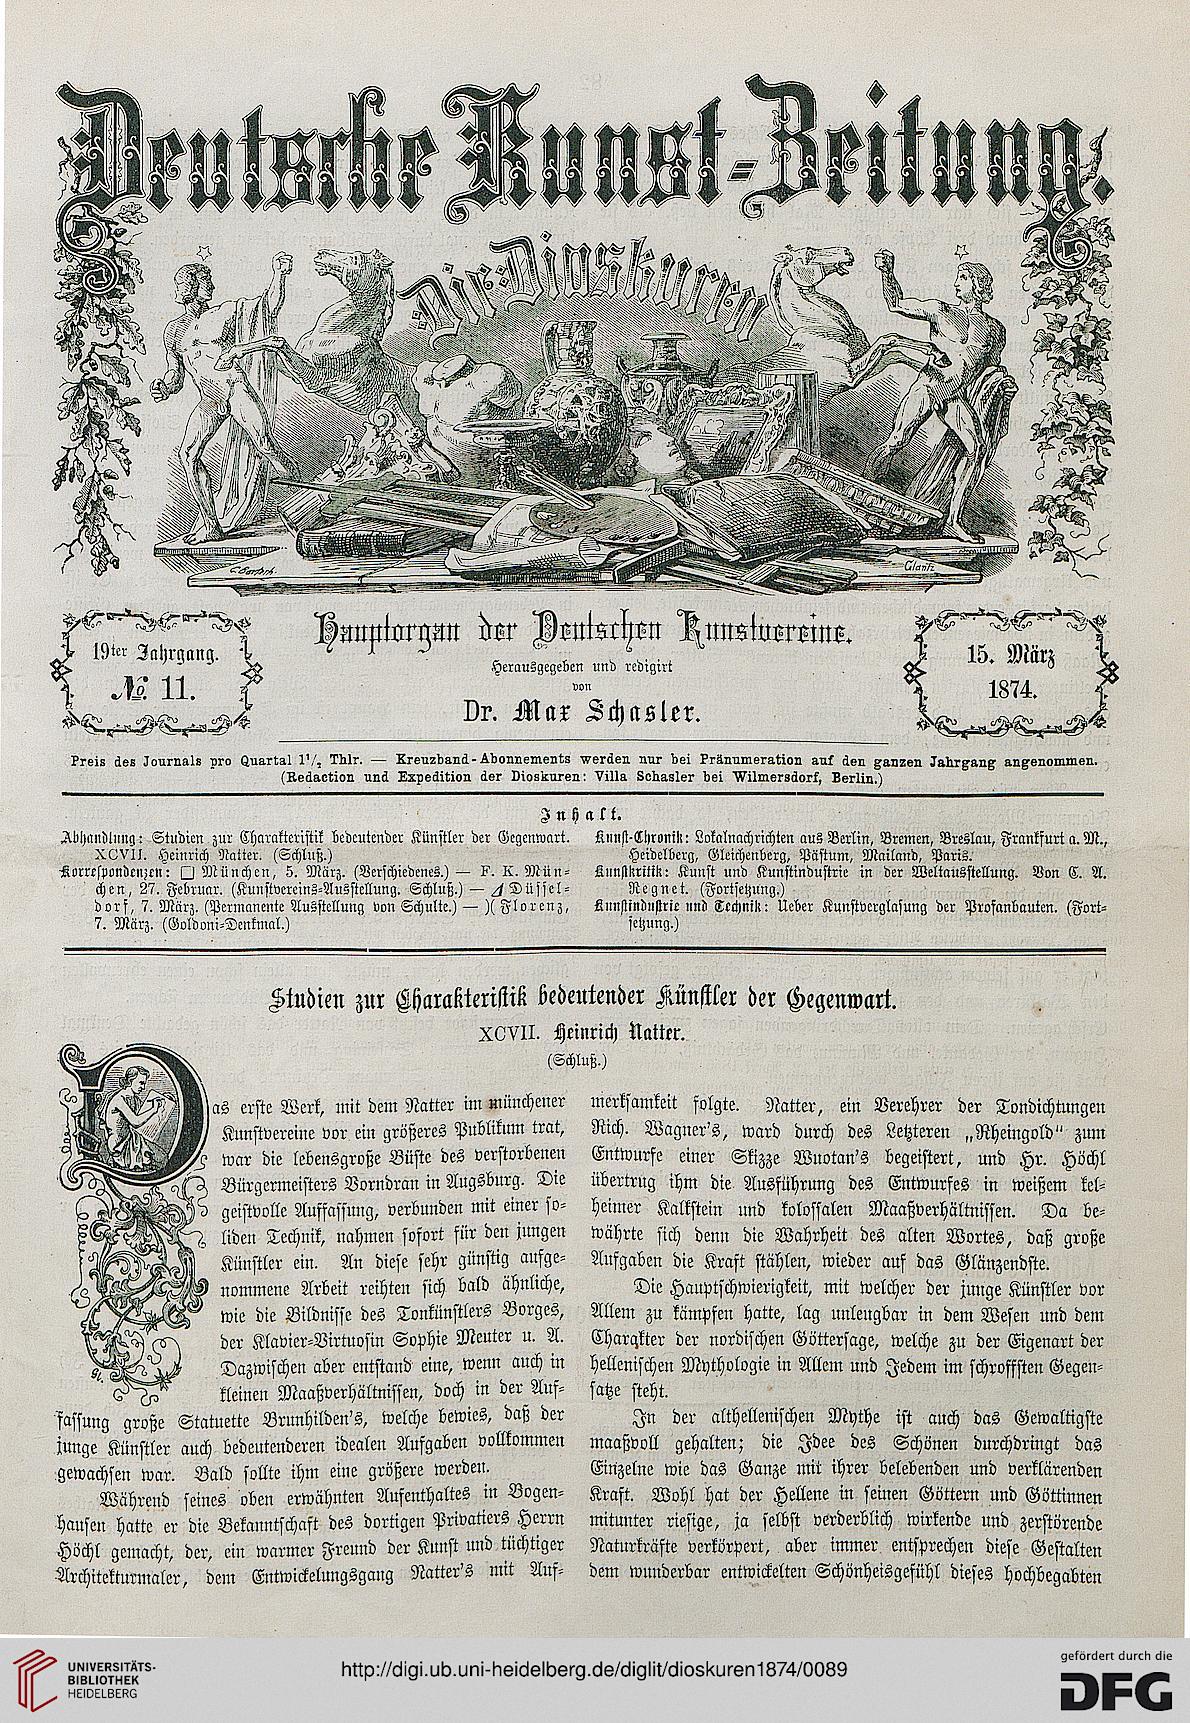 Deutsche Kunst-Zeitung.
Die Dioskuren
Glantz
19ter Jahrgang.
No. 11.
Hauptorgan der Deutschen Kunstvereine.
Herausgegeben und redigirt
von
Dr. Max Schasler.
15. März
1874.
Preis des Journals pro Quartal 1½ Thlr. — Kreuzband-Abonnements werden nur bei Pränumeration auf den ganzen Jahrgang angenommen.
(Redaction und Expedition der Dioskuren: Villa Schasler bei Wilmersdorf, Berlin.)
Inhalt.
Abhandlung: Studien zur Charakteristik bedeutender Künstler der Gegenwart.
XCVII. Heinrich Natter. (Schluß.)
Korrespondenzen: □ München, 5. März. (Verschiedenes.) — F. K. Mün-
chen, 27. Februar. (Kunstvereins-Ausstellung. Schluß.) — Düssel-
dorf, 7. März. (Permanente Ausstellung von Schulte.) — )( Florenz,
7. März. (Goldoni-Denkmal.)
Kunst-Chronik: Lokalnachrichten aus Berlin, Bremen, Breslau, Frankfurt a. M.,
Heidelberg, Gleichenberg, Pästum, Mailand, Paris.
Kunstkritik: Kunst und Kunstindustrie in der Weltausstellung. Von C. A.
Regnet. (Fortsetzung.)
Kunstindustrie und Technik: Ueber Kunstverglasung der Profanbauten. (Fort-
setzung.)
Studien zur Charakteristik bedeutender Künstler der Gegenwart.
XCVII. Heinrich Natter.
(Schluß.)
Das erste Werk, mit dem Natter im münchener
Kunstvereine vor ein größeres Publikum trat,
war die lebensgroße Büste des verstorbenen
Bürgermeisters Vorndran in Augsburg. Die
geistvolle Auffassung, verbunden mit einer so-
liden Technik, nahmen sofort für den jungen
Künstler ein. An diese sehr günstig aufge-
nommene Arbeit reihten sich bald ähnliche,
wie die Bildnisse des Tonkünstlers Borges,
der Klavier-Virtuosin Sophie Menter u. A.
Dazwischen aber entstand eine, wenn auch in
kleinen Maaßverhältnissen, doch in der Auf-
fassung große Statuette Brunhilden's, welche bewies, daß der
junge Künstler auch bedeutenderen idealen Aufgaben vollkommen
gewachsen war. Bald sollte ihm eine größere werden.
Während seines oben erwähnten Aufenthaltes in Bogen-
hausen hatte er die Bekanntschaft des dortigen Privatiers Herrn
Höchl gemacht, der, ein warmer Freund der Kunst und tüchtiger
Architekturmaler, dem Entwickelungsgang Natter's mit Auf-
merksamkeit folgte. Natter, ein Verehrer der Tondichtungen
Rich. Wagner's, ward durch des Letzteren „Rheingold“ zum
Entwurfe einer Skizze Wuotan's begeistert, und Hr. Höchl
übertrug ihm die Ausführung des Entwurfes in weißem kel-
heimer Kalkstein und kolossalen Maaßverhältnissen. Da be-
währte sich denn die Wahrheit des alten Wortes, daß große
Aufgaben die Kraft stählen, wieder auf das Glänzendste.
Die Hauptschwierigkeit, mit welcher der junge Künstler vor
Allem zu kämpfen hatte, lag unleugbar in dem Wesen und dem
Charakter der nordischen Göttersage, welche zu der Eigenart der
hellenischen Mythologie in Allem und Jedem im schroffsten Gegen-
satze steht.
In der althellenischen Mythe ist auch das Gewaltigste
maaßvoll gehalten; die Idee des Schönen durchdringt das
Einzelne wie das Ganze mit ihrer belebenden und verklärenden
Kraft. Wohl hat der Hellene in seinen Göttern und Göttinnen
mitunter riesige, ja selbst verderblich wirkende und zerstörende
Naturkräfte verkörpert, aber immer entsprechen diese Gestalten
dem wunderbar entwickelten Schönheisgefühl dieses hochbegabten
UNIVERSITÄTS-
BIBLIOTHEK
HEIDELBERG
http://digi.ub.uni-heidelberg.de/diglit/dioskuren1874/0089
gefördert durch die
DFG